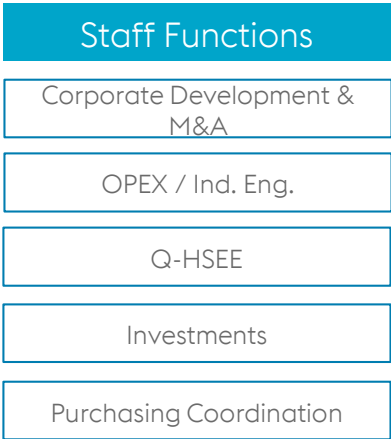 Staff Functions
Corporate Development &
M&A
OPEX / Ind. Eng.
Q-HSEE
Investments
Purchasing Coordination